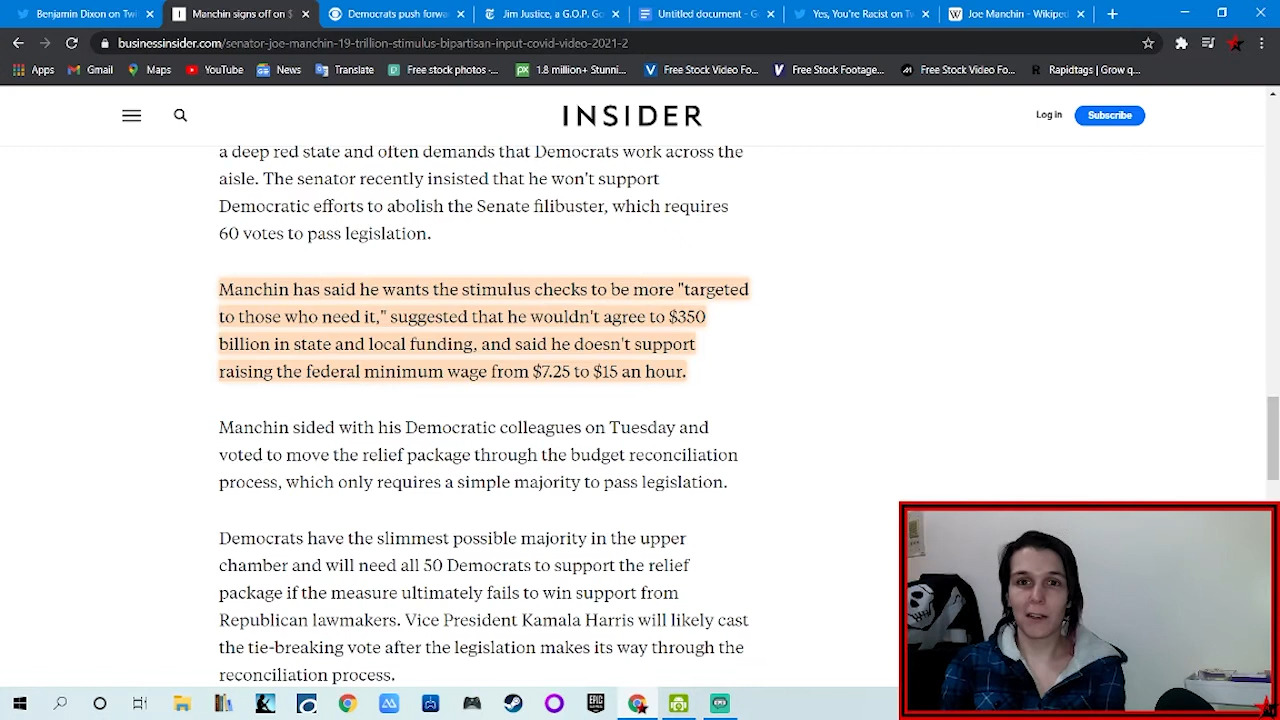 Benjamin Dixon on Twi
Manchin signs off on $
Democrats push forwa
Jim Justice, a G.O.P. Go
Untitled document - G
Yes, You're Racist on Tw
Joe Manchin - Wikiped
businessinsider.com/senator-joe-manchin-19-trillion-stimulus-bipartisan-input-covid-video-2021-2
Apps
Gmail
Maps
YouTube
News
Translate
Free stock photos -...
1.8 million+ Stunni...
Free Stock Video Fo...
Free Stock Footage...
Free Stock Video Fo...
Rapidtags | Grow q...
INSIDER
Log in
Subscribe
a deep red state and often demands that Democrats work across the
aisle. The senator recently insisted that he won't support
Democratic efforts to abolish the Senate filibuster, which requires
60 votes to pass legislation.
Manchin has said he wants the stimulus checks to be more "targeted
to those who need it," suggested that he wouldn't agree to $350
billion in state and local funding, and said he doesn't support
raising the federal minimum wage from $7.25 to $15 an hour.
Manchin sided with his Democratic colleagues on Tuesday and
voted to move the relief package through the budget reconciliation
process, which only requires a simple majority to pass legislation.
Democrats have the slimmest possible majority in the upper
chamber and will need all 50 Democrats to support the relief
package if the measure ultimately fails to win support from
Republican lawmakers. Vice President Kamala Harris will likely cast
the tie-breaking vote after the legislation makes its way through the
reconciliation process.
EPIC